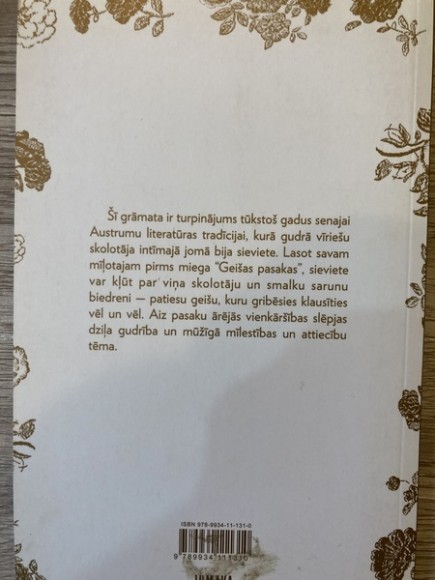 Šī grāmata ir turpinājums tūkstoš gadus senajai
Austrumu literatūras tradīcijai, kurā gudrā vīriešu
skolotāja intīmajā jomā bija sieviete. Lasot savam
mīļotajam pirms miega “Geišas pasakas”, sieviete
var kļūt par viņa skolotāju un smalku sarunu
biedreni — patiesu geišu, kuru gribēsies klausīties
vēl un vēl. Aiz pasaku ārējās vienkāršības slēpjas
dziļa gudrība un mūžīgā mīlestības un attiecību
tēma.
ISBN 978-9934-11-131-0